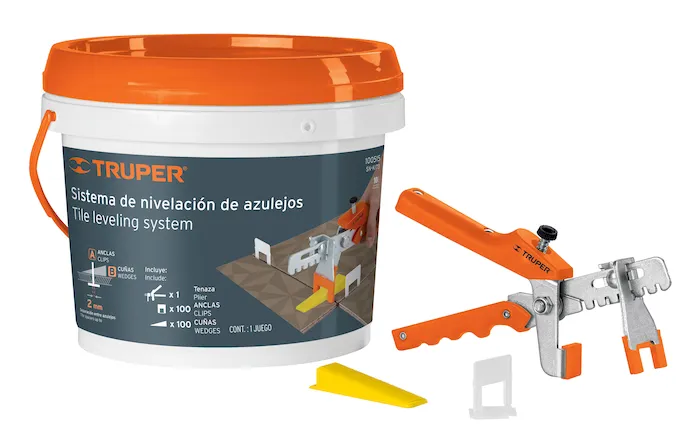 TRUPER®
100515
Sistema de nivelación de azulejos
Tile leveling system
A ANCLAS
CLIPS
B CUÑAS
WEDGES
2 mm
Incluye:
Include:
x 1 Tenaza
Plier
x 100 ANCLAS
CLIPS
x 100 CUÑAS
WEDGES
CONT.: 1 JUEGO
TRUPER